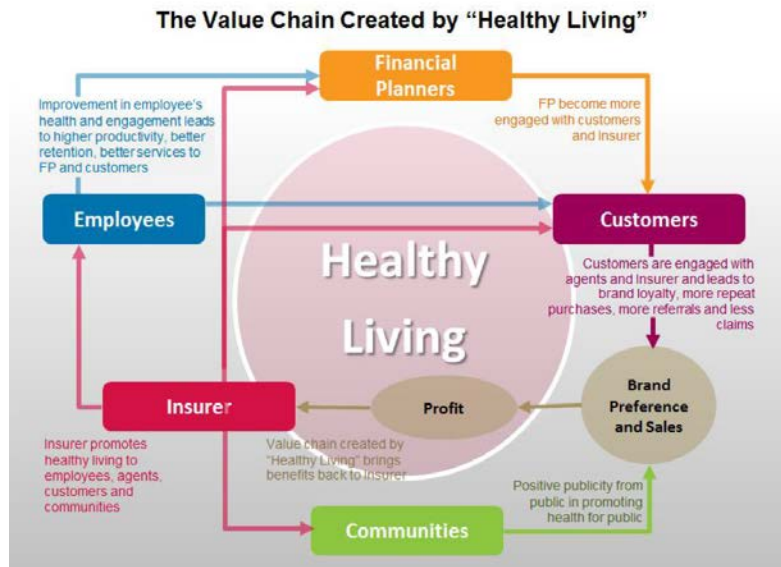 The Value Chain Created by “Healthy Living”
Financial
Planners
Improvement in employee's
health and engagement leads
to higher productivity, better
retention, better services to
FP and customers
FP become more
engaged with customers
and insurer
Employees
Customers
Healthy
Living
Customers are engaged with
agents and Insurer and leads to
brand loyalty, more repeat
purchases, more referrals and less
claims
Insurer
Profit
Brand
Preference
and Sales
Insurer promotes
healthy living to
employees, agents,
customers and
communities
Value chain created by
"Healthy Living" brings
benefits back to Insurer
Positive publicity from
public in promoting
health for public
Communities